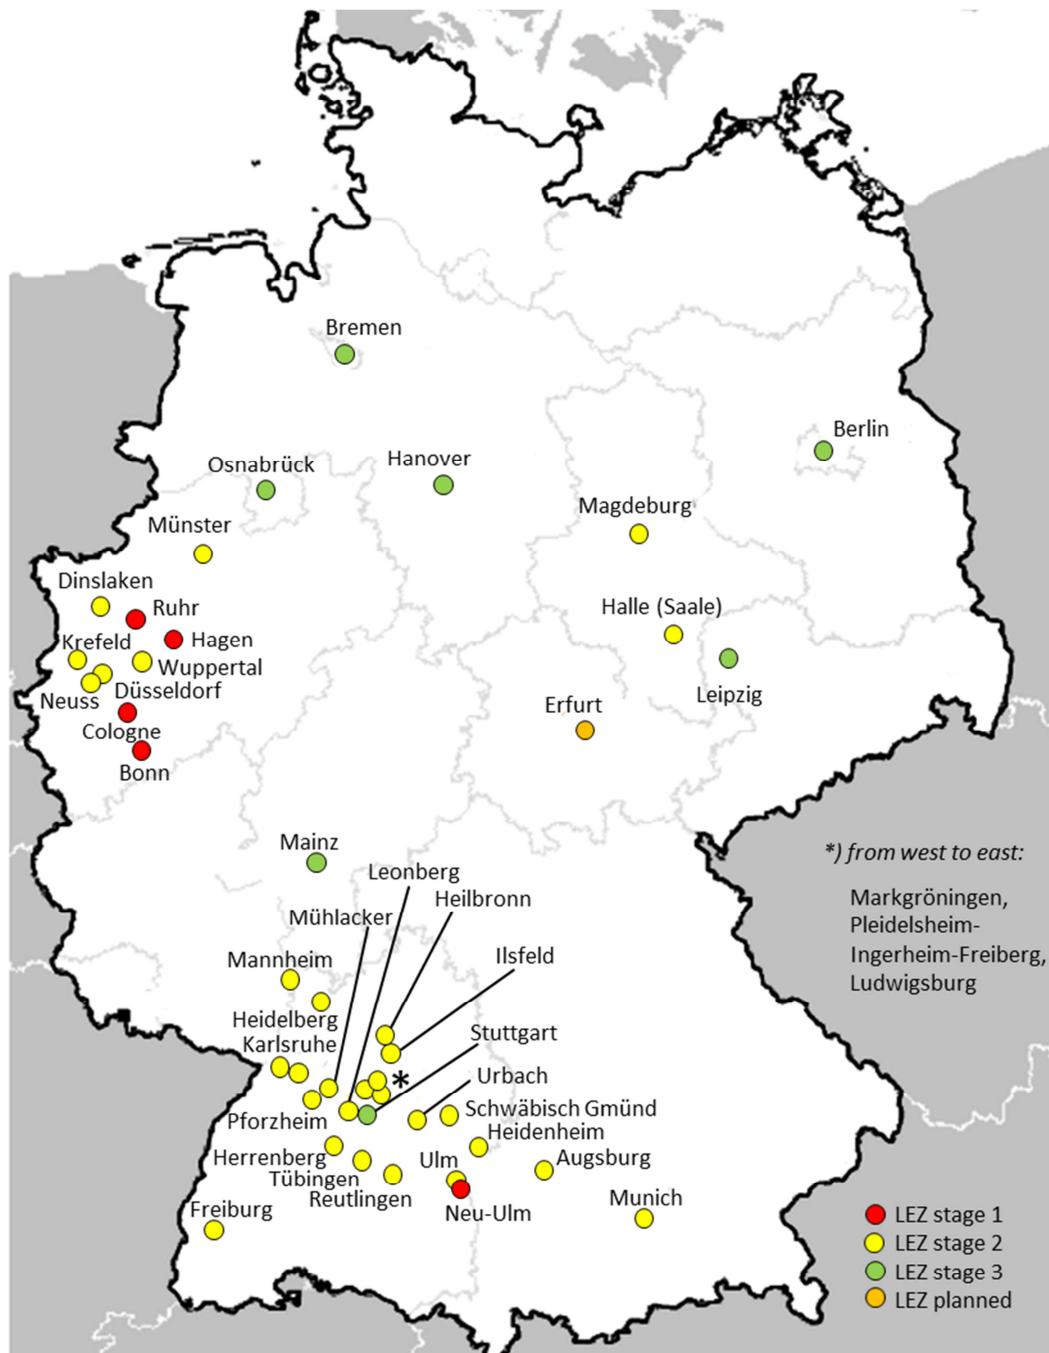 Bremen
Berlin
Osnabrück
Hanover
Magdeburg
Münster
Dinslaken
Ruhr
Halle (Saale)
Hagen
Krefeld
Wuppertal
Düsseldorf
Neuss
Leipzig
Erfurt
Cologne
Bonn
Mainz
*) from west to east:
Leonberg
Markgröningen,
Heilbronn
Mühlacker
Pleidelsheim-
Ingerheim-Freiberg,
Ilsfeld
Mannheim
Ludwigsburg
Heidelberg
Stuttgart
Karlsruhe
*
Urbach
Schwäbisch Gmünd
Pforzheim
Heidenheim
Herrenberg
Ulm
Augsburg
Tübingen
Reutlingen
Munich
Freiburg
Neu-Ulm
LEZ stage 1
LEZ stage 2
LEZ stage 3
LEZ planned